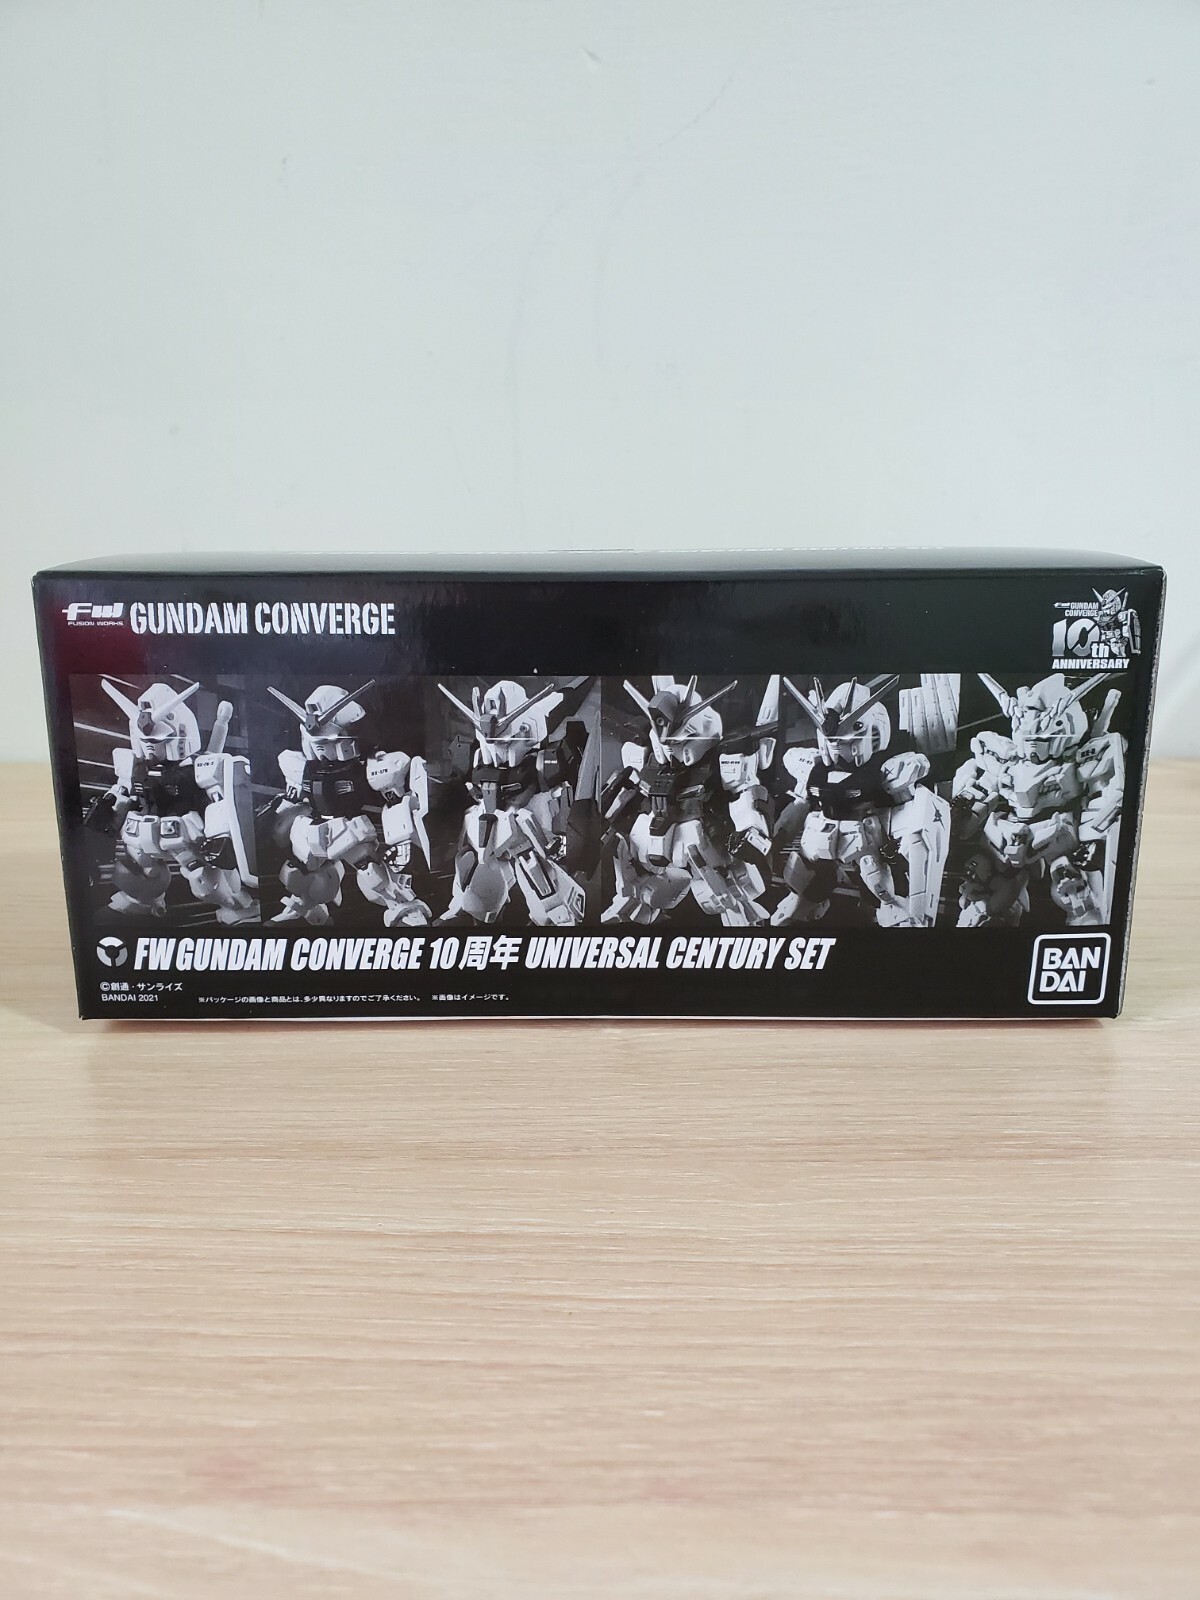 FW
FUSION WORKS
GUNDAM CONVERGE
FW GUNDAM
CONVERGE
10th
ANNIVERSARY
FW GUNDAM CONVERGE 10周年 UNIVERSAL CENTURY SET
BAN
DAI
©創通・サンライズ
BANDAI 2021
※パッケージの画像と商品とは、多少異なりますのでご了承ください。 ※画像はイメージです。